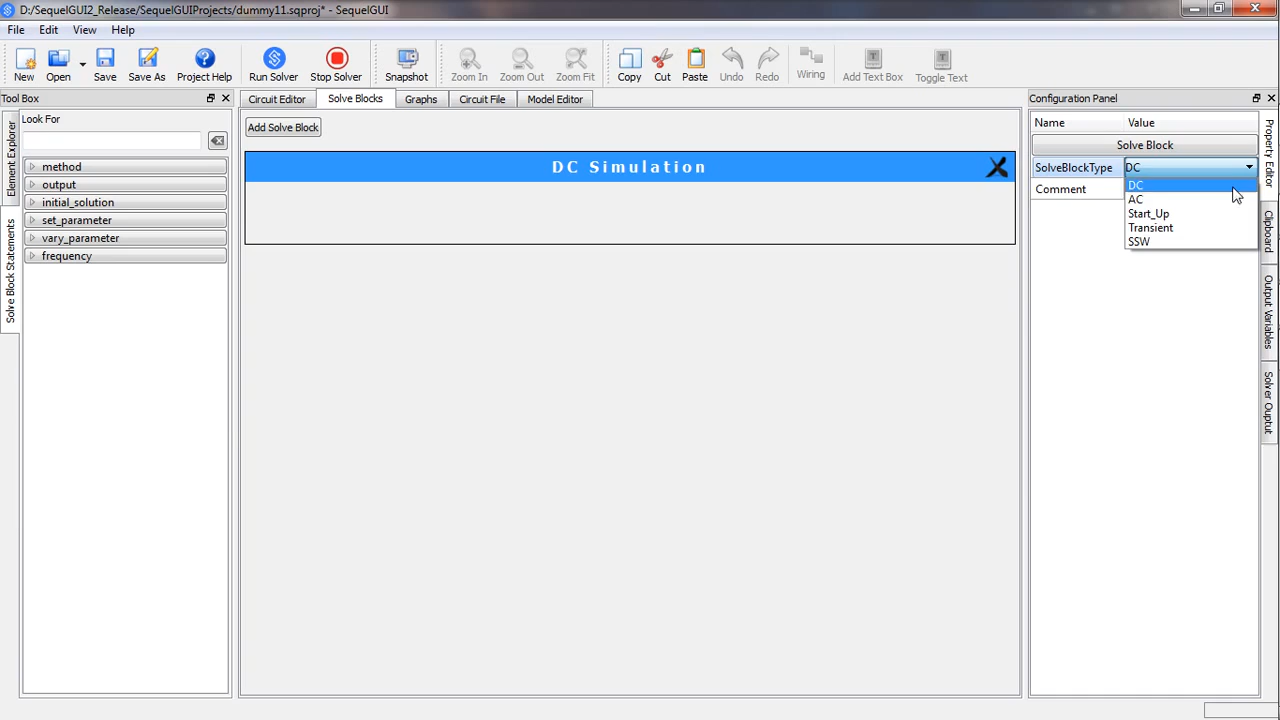 D:/SequelGUI2_Release/SequelGUIProjects/dummy11.sqproj* - SequelGUI
File Edit View Help
New Open Save Save As Project Help Run Solver Stop Solver Snapshot Zoom In Zoom Out Zoom Fit Copy Cut Paste Undo Redo Wiring Add Text Box Toggle Text
Tool Box
Circuit Editor Solve Blocks Graphs Circuit File Model Editor
Configuration Panel
Look For
Add Solve Block
Name Value
Solve Block
method
output
initial_solution
set_parameter
vary_parameter
frequency
DC Simulation
SolveBlockType DC
DC
Comment
AC
Start_Up
Transient
SSW
Element Explorer
Solve Block Statements
Property Editor
Clipboard
Output Variables
Solver Ouptut